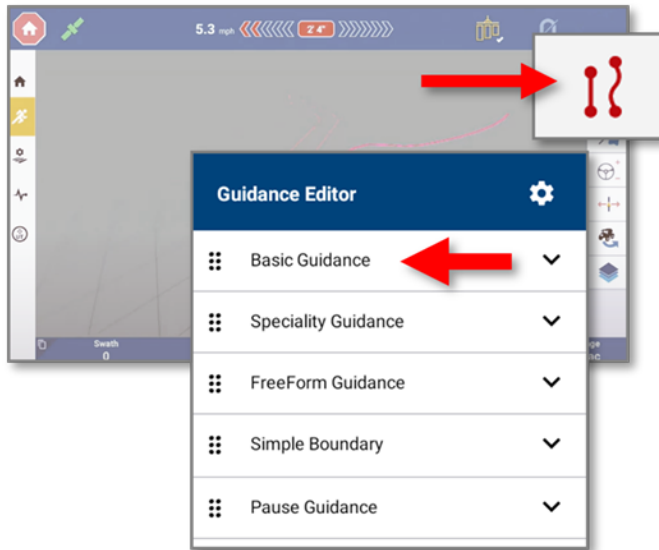 5.3 mph 2' 4"
Guidance Editor
Basic Guidance
Speciality Guidance
FreeForm Guidance
Simple Boundary
Pause Guidance
Swath
0